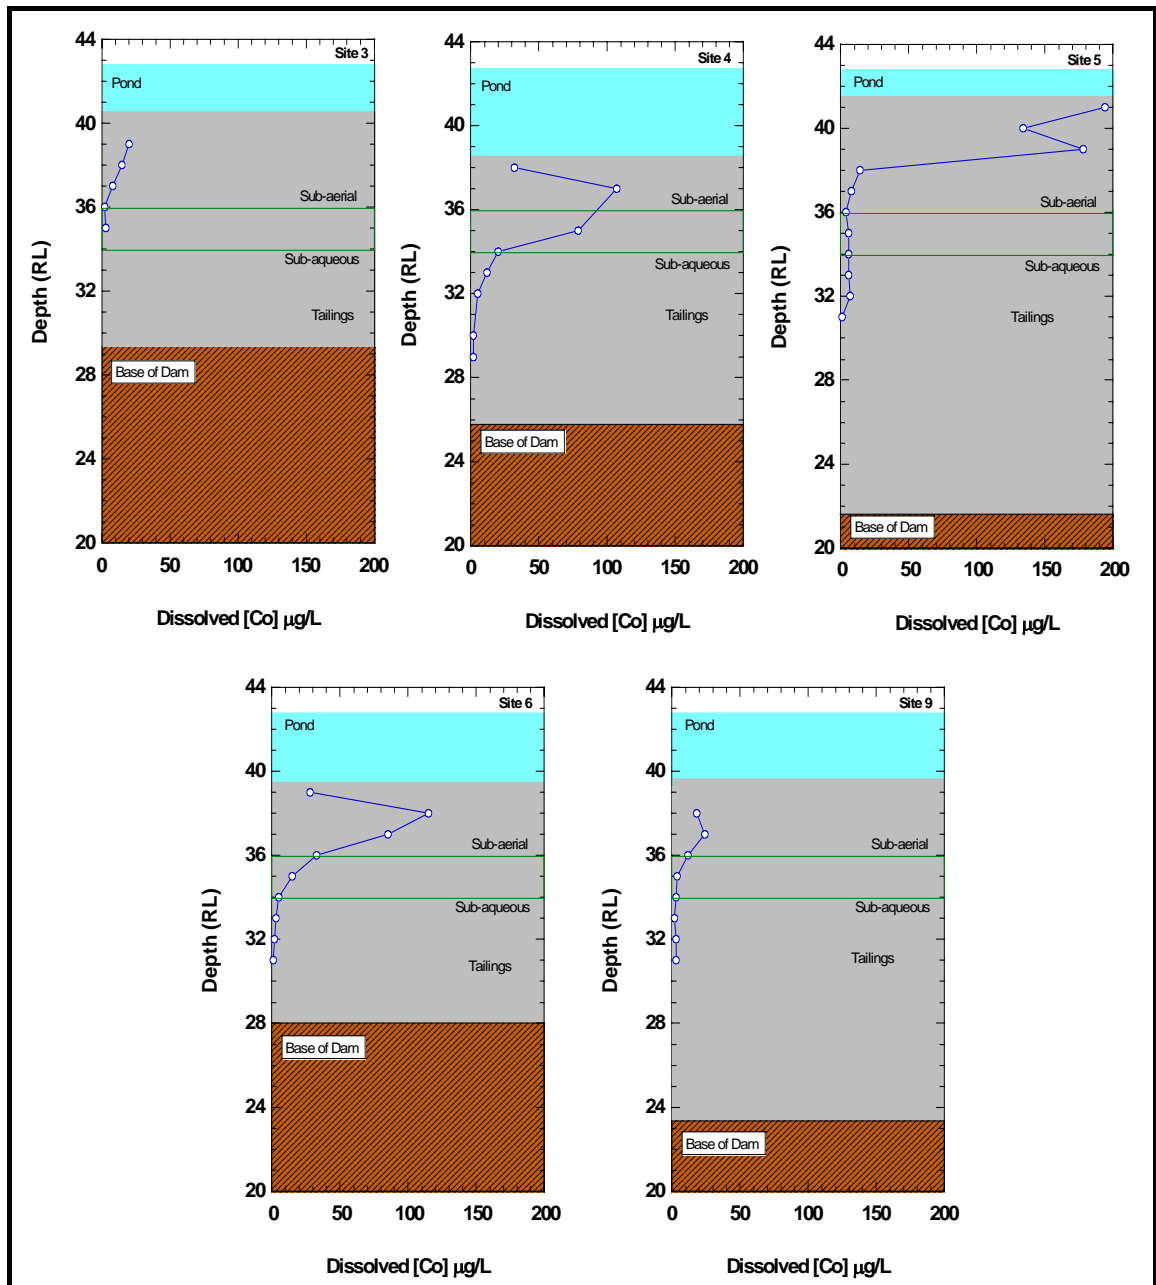 Site 3
44
Pond
40
Sub-aerial
36
Sub-aqueous
32
Tailings
28
Base of Dam
24
20
0 50 100 150 200
Depth (RL)
Dissolved [Co] µg/L
Site 4
44
Pond
40
Sub-aerial
36
Sub-aqueous
32
Tailings
28
Base of Dam
24
20
0 50 100 150 200
Depth (RL)
Dissolved [Co] µg/L
Site 5
44
Pond
40
Sub-aerial
36
Sub-aqueous
32
Tailings
28
24
Base of Dam
20
0 50 100 150 200
Depth (RL)
Dissolved [Co] µg/L
Site 6
44
Pond
40
Sub-aerial
36
Sub-aqueous
32
Tailings
28
Base of Dam
24
20
0 50 100 150 200
Depth (RL)
Dissolved [Co] µg/L
Site 9
44
Pond
40
Sub-aerial
36
Sub-aqueous
32
Tailings
28
24
Base of Dam
20
0 50 100 150 200
Depth (RL)
Dissolved [Co] µg/L